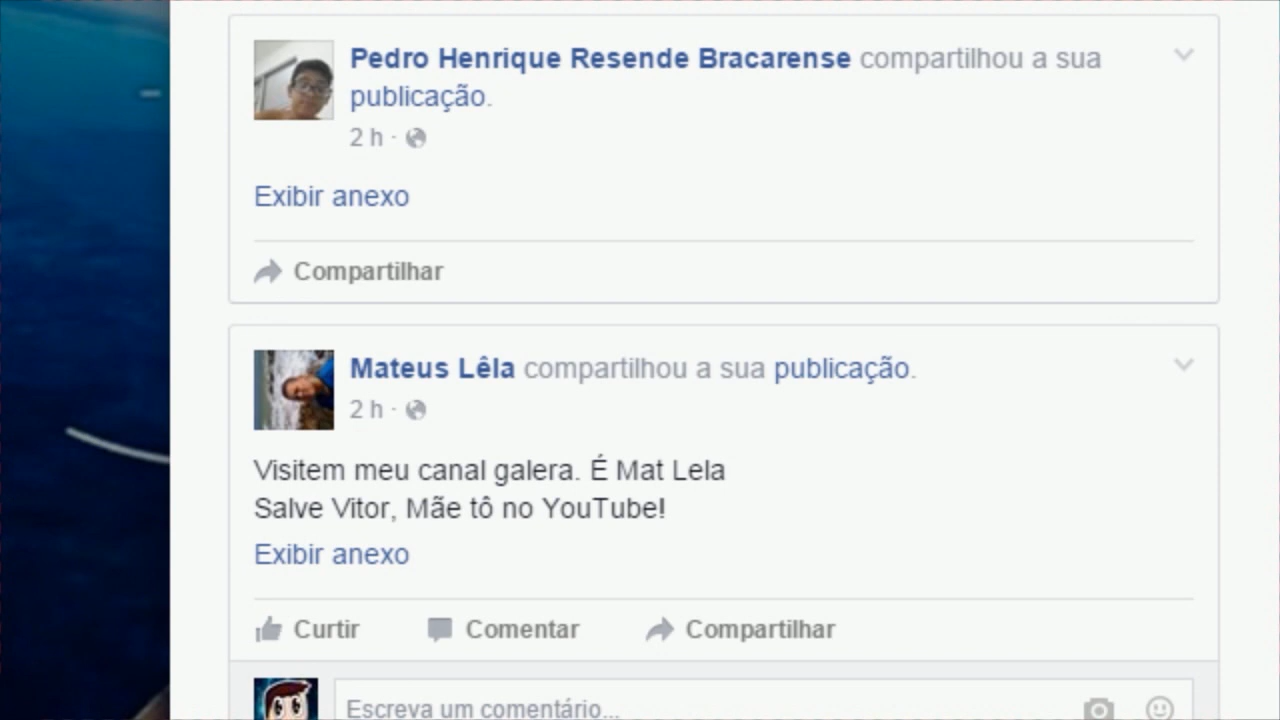 Pedro Henrique Resende Bracarense compartilhou a sua
publicação.
2 h ·
Exibir anexo
Compartilhar
Mateus Lêla compartilhou a sua publicação.
2 h ·
Visitem meu canal galera. É Mat Lela
Salve Vitor, Mãe tô no YouTube!
Exibir anexo
Curtir Comentar Compartilhar
Escreva um comentário...